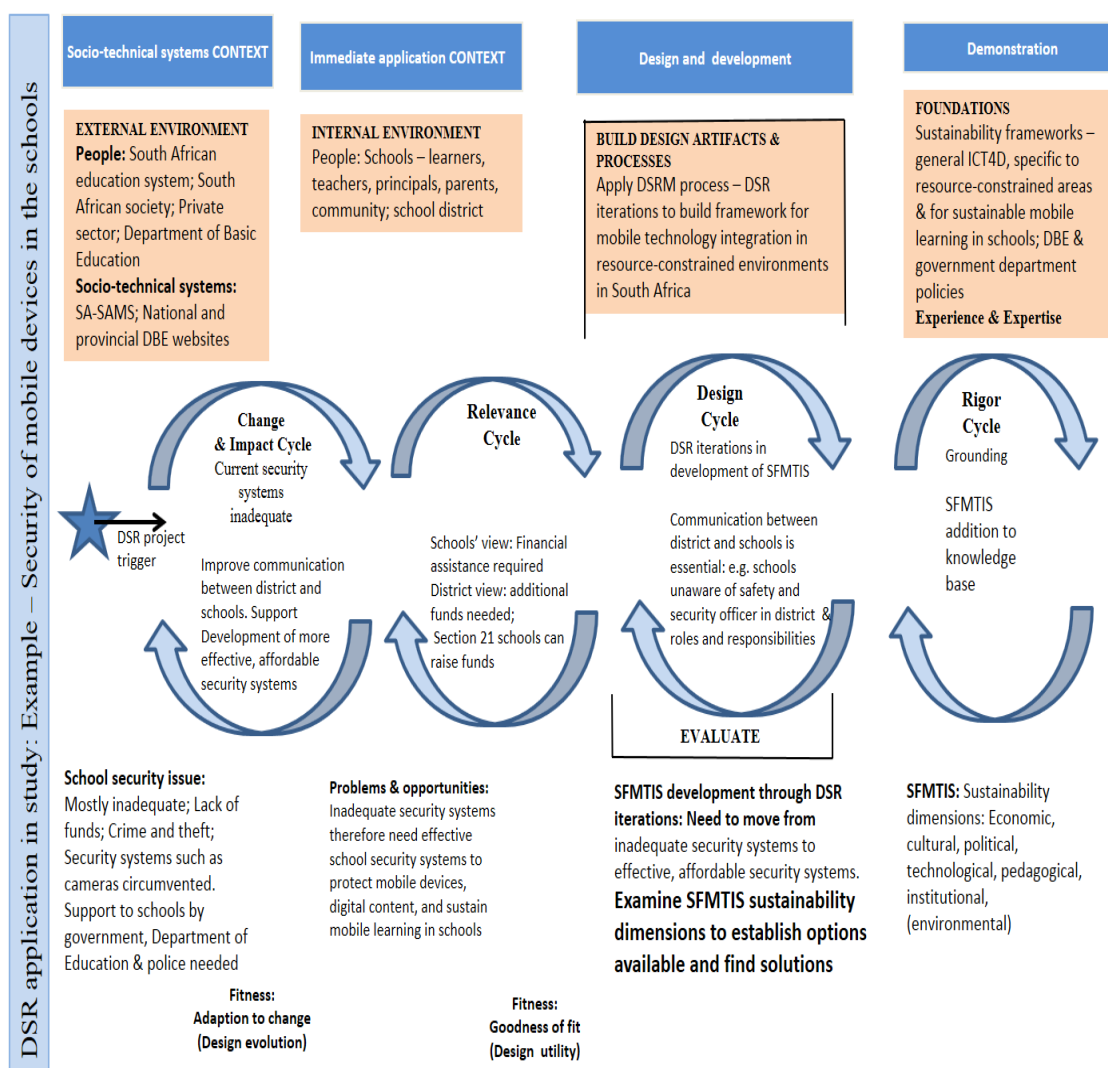 DSR application in study: Example – Security of mobile devices in the schools
Socio-technical systems CONTEXT
Immediate application CONTEXT
Design and development
Demonstration
EXTERNAL ENVIRONMENT
People: South African
education system; South
African society; Private
sector; Department of Basic
Education
Socio-technical systems:
SA-SAMS; National and
provincial DBE websites
INTERNAL ENVIRONMENT
People: Schools – learners,
teachers, principals, parents,
community; school district
BUILD DESIGN ARTIFACTS &
PROCESSES
Apply DSRM process – DSR
iterations to build framework for
mobile technology integration in
resource-constrained environments
in South Africa
FOUNDATIONS
Sustainability frameworks –
general ICT4D, specific to
resource-constrained areas
& for sustainable mobile
learning in schools; DBE &
government department
policies
Experience & Expertise
DSR project
trigger
Change
& Impact Cycle
Current security
systems
inadequate
Improve communication
between district and
schools. Support
Development of more
effective, affordable
security systems
Relevance
Cycle
Schools' view: Financial
assistance required
District view: additional
funds needed;
Section 21 schools can
raise funds
Design
Cycle
DSR iterations in
development of SFMTIS
Communication between
district and schools is
essential: e.g. schools
unaware of safety and
security officer in district &
roles and responsibilities
EVALUATE
Rigor
Cycle
Grounding
SFMTIS
addition to
knowledge
base
School security issue:
Mostly inadequate; Lack of
funds; Crime and theft;
Security systems such as
cameras circumvented.
Support to schools by
government, Department of
Education & police needed
Problems & opportunities:
Inadequate security systems
therefore need effective
school security systems to
protect mobile devices,
digital content, and sustain
mobile learning in schools
SFMTIS development through DSR
iterations: Need to move from
inadequate security systems to
effective, affordable security systems.
Examine SFMTIS sustainability
dimensions to establish options
available and find solutions
SFMTIS: Sustainability
dimensions: Economic,
cultural, political,
technological, pedagogical,
institutional,
(environmental)
Fitness:
Adaption to change
(Design evolution)
Fitness:
Goodness of fit
(Design utility)